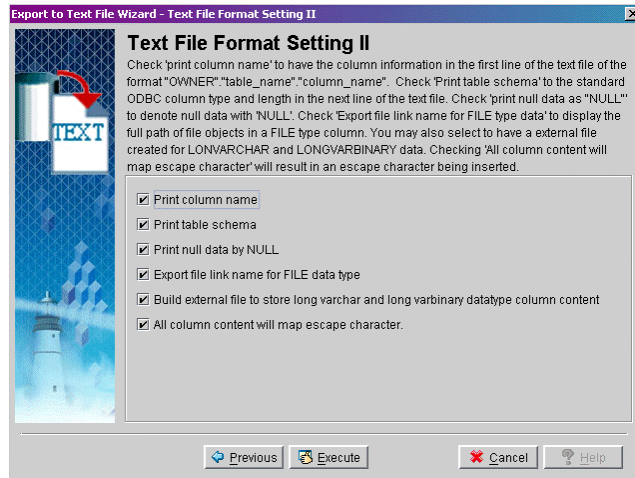 Export to Text File Wizard - Text File Format Setting II
Text File Format Setting II
Check 'print column name' to have the column information in the first line of the text file of the
format "OWNER"."table_name"."column_name". Check 'Print table schema' to the standard
ODBC column type and length in the next line of the text file. Check 'print null data as "NULL"'
to denote null data with 'NULL'. Check 'Export file link name for FILE type data' to display the
full path of file objects in a FILE type column. You may also select to have a external file
created for LONVARCHAR and LONGVARBINARY data. Checking 'All column content will
map escape character' will result in an escape character being inserted.
TEXT
Print column name
Print table schema
Print null data by NULL
Export file link name for FILE data type
Build external file to store long varchar and long varbinary datatype column content
All column content will map escape character.
Previous
Execute
Cancel
Help